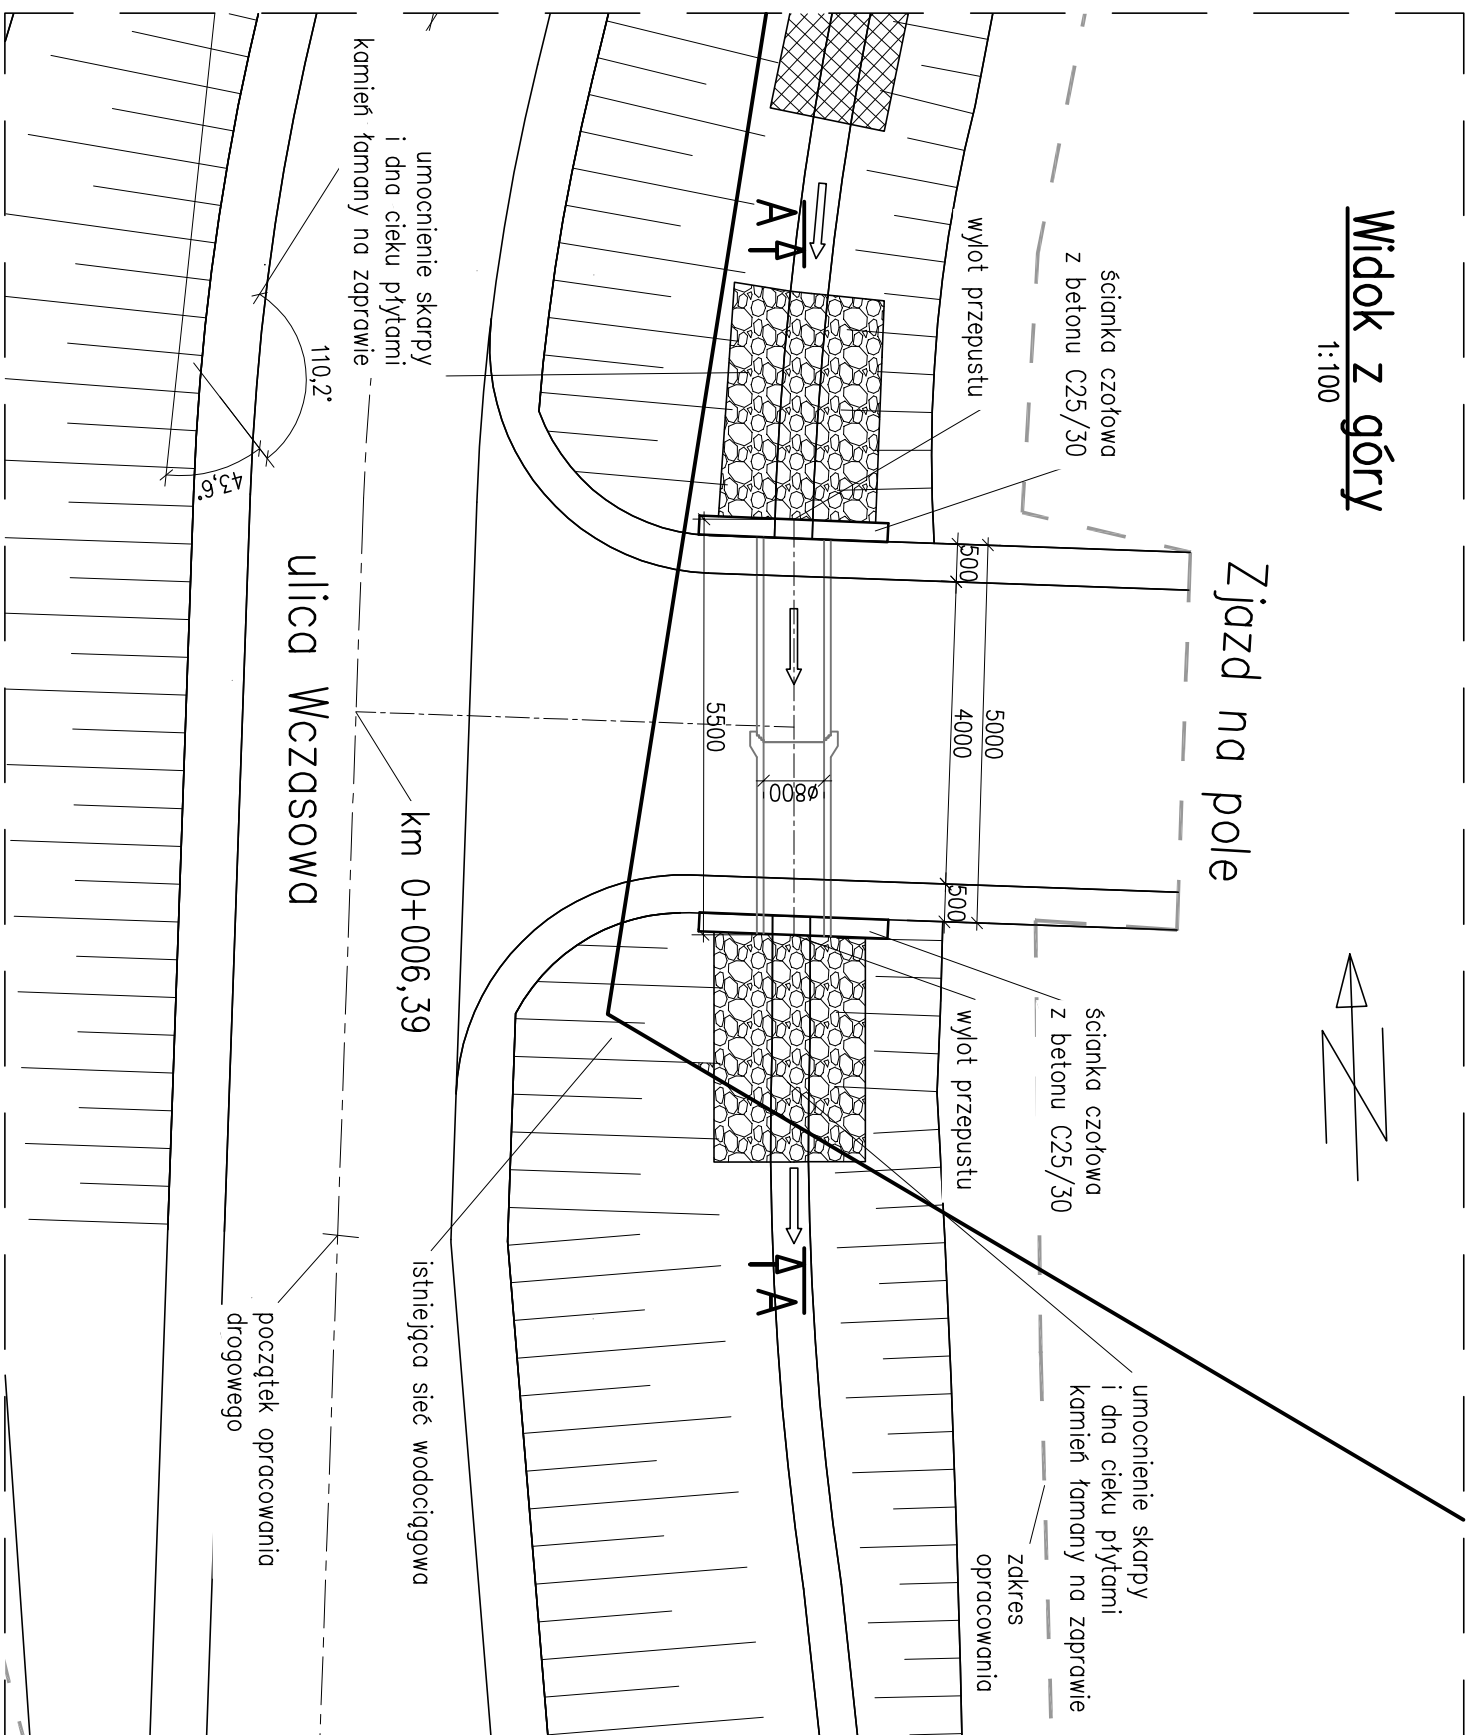 Widok z góry
1:100
Zjazd na pole
ścianka czołowa
z betonu C25/30
wylot przepustu
ścianka czołowa
z betonu C25/30
wylot przepustu
umocnienie skarpy
i dna cieku płytami
kamień łamany na zaprawie
zakres
opracowania
5000
500
4000
500
A
A
ø800
5500
umocnienie skarpy
i dna cieku płytami
kamień łamany na zaprawie
km 0+006,39
istniejąca sieć wodociągowa
110,2°
43,6°
ulica Wczasowa
początek opracowania
drogowego